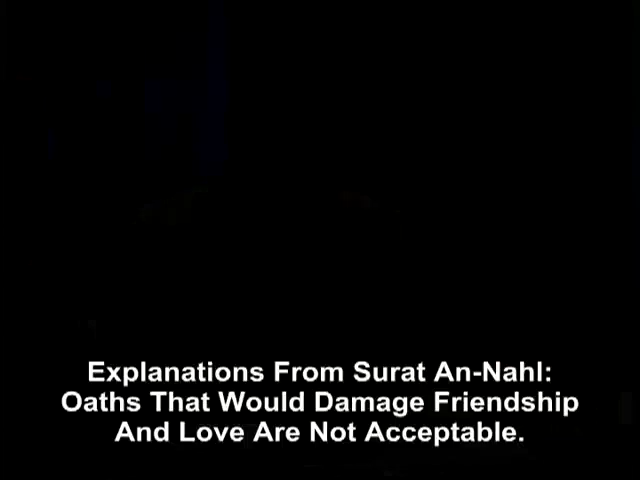 Explanations From Surat An-Nahl:
Oaths That Would Damage Friendship
And Love Are Not Acceptable.